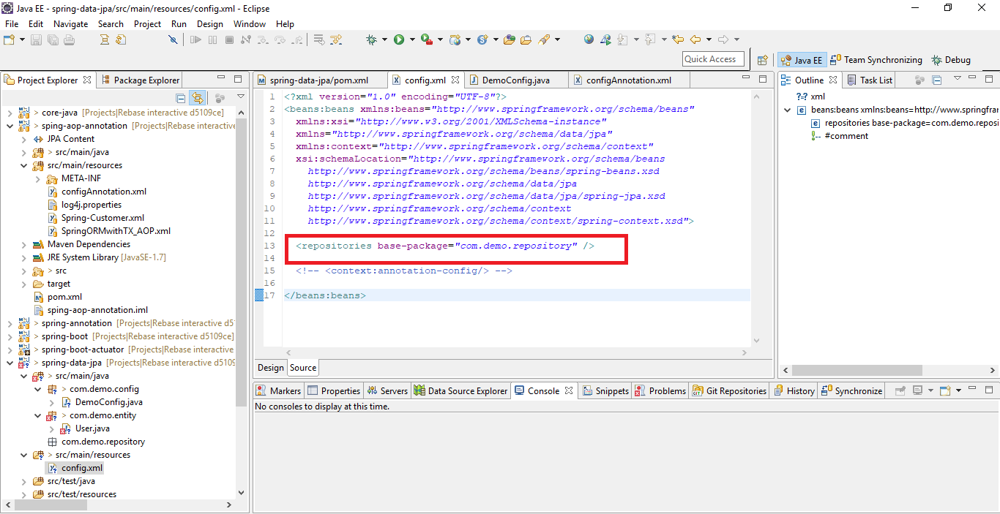 Java EE - spring-data-jpa/src/main/resources/config.xml - Eclipse
File Edit Navigate Search Project Run Design Window Help
Quick Access
Java EE Team Synchronizing Debug
Project Explorer Package Explorer
> core-java [Projects|Rebase interactive d5109ce]
> sping-aop-annotation [Projects|Rebase interactive
JPA Content
> src/main/java
src/main/resources
META-INF
configAnnotation.xml
log4j.properties
Spring-Customer.xml
SpringORMwithTX_AOP.xml
Maven Dependencies
JRE System Library [JavaSE-1.7]
> src
target
pom.xml
sping-aop-annotation.iml
> spring-annotation [Projects|Rebase interactive d51
> spring-boot [Projects|Rebase interactive d5109ce]
> spring-boot-actuator [Projects|Rebase interactive
> spring-data-jpa [Projects|Rebase interactive d5109
> src/main/java
> com.demo.config
DemoConfig.java
> com.demo.entity
User.java
com.demo.repository
> src/main/resources
config.xml
src/test/java
src/test/resources
spring-data-jpa/pom.xml config.xml DemoConfig.java configAnnotation.xml
1 <?xml version="1.0" encoding="UTF-8"?>
2 <beans:beans xmlns:beans="http://www.springframework.org/schema/beans"
3 xmlns:xsi="http://www.w3.org/2001/XMLSchema-instance"
4 xmlns="http://www.springframework.org/schema/data/jpa"
5 xmlns:context="http://www.springframework.org/schema/context"
6 xsi:schemaLocation="http://www.springframework.org/schema/beans
7 http://www.springframework.org/schema/beans/spring-beans.xsd
8 http://www.springframework.org/schema/data/jpa
9 http://www.springframework.org/schema/data/jpa/spring-jpa.xsd
10 http://www.springframework.org/schema/context
11 http://www.springframework.org/schema/context/spring-context.xsd">
12
13 <repositories base-package="com.demo.repository" />
14
15 <!-- <context:annotation-config/> -->
16
17 </beans:beans>
Design Source
Outline Task List
?=? xml
beans:beans xmlns:beans=http://www.springfran
repositories base-package=com.demo.reposi
#comment
Markers Properties Servers Data Source Explorer Console Snippets Problems Git Repositories History Synchronize
No consoles to display at this time.